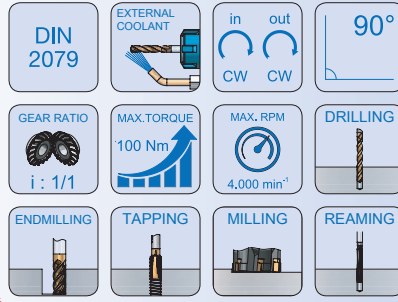 DIN
2079
EXTERNAL
COOLANT
in out
CW CW
90°
GEAR RATIO
i : 1/1
MAX.TORQUE
100 Nm
MAX. RPM
4.000 min⁻¹
DRILLING
ENDMILLING
TAPPING
MILLING
REAMING